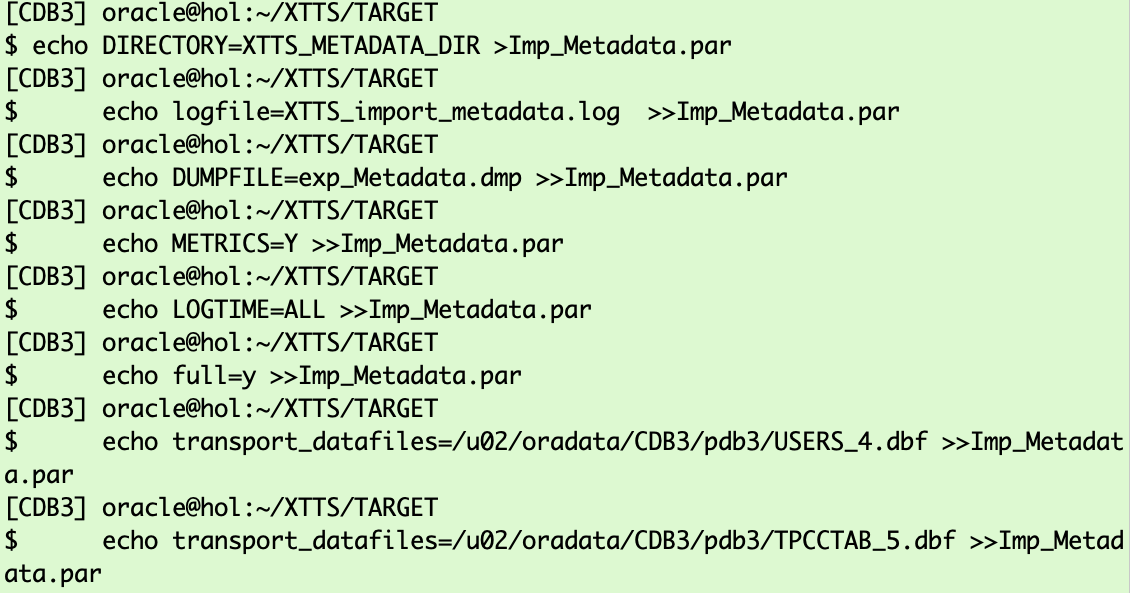 [CDB3] oracle@hol:~/XTTS/TARGET
$ echo DIRECTORY=XTTS_METADATA_DIR >Imp_Metadata.par
[CDB3] oracle@hol:~/XTTS/TARGET
$      echo logfile=XTTS_import_metadata.log  >>Imp_Metadata.par
[CDB3] oracle@hol:~/XTTS/TARGET
$      echo DUMPFILE=exp_Metadata.dmp >>Imp_Metadata.par
[CDB3] oracle@hol:~/XTTS/TARGET
$      echo METRICS=Y >>Imp_Metadata.par
[CDB3] oracle@hol:~/XTTS/TARGET
$      echo LOGTIME=ALL >>Imp_Metadata.par
[CDB3] oracle@hol:~/XTTS/TARGET
$      echo full=y >>Imp_Metadata.par
[CDB3] oracle@hol:~/XTTS/TARGET
$      echo transport_datafiles=/u02/oradata/CDB3/pdb3/USERS_4.dbf >>Imp_Metadat
a.par
[CDB3] oracle@hol:~/XTTS/TARGET
$      echo transport_datafiles=/u02/oradata/CDB3/pdb3/TPCCTAB_5.dbf >>Imp_Metad
ata.par